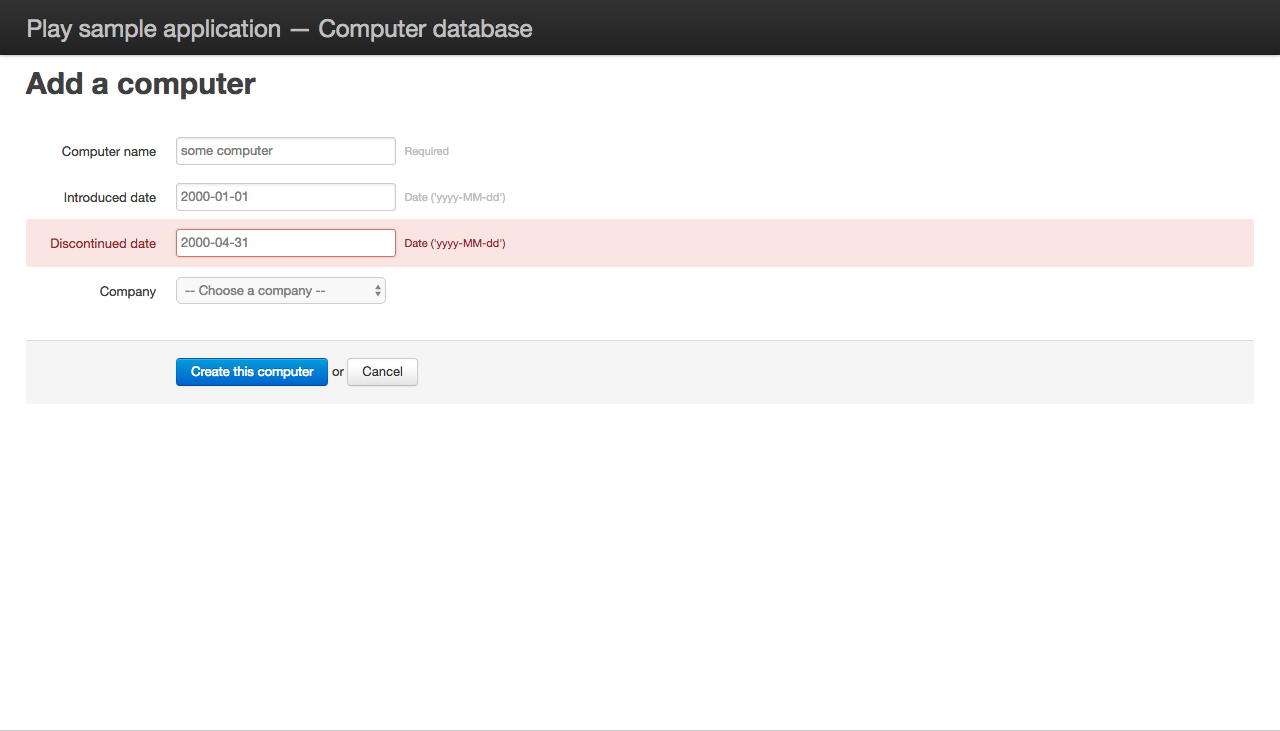 Play sample application — Computer database
Add a computer
Computer name some computer Required
Introduced date 2000-01-01 Date ('yyyy-MM-dd')
Discontinued date 2000-04-31 Date ('yyyy-MM-dd')
Company -- Choose a company --
Create this computer or Cancel